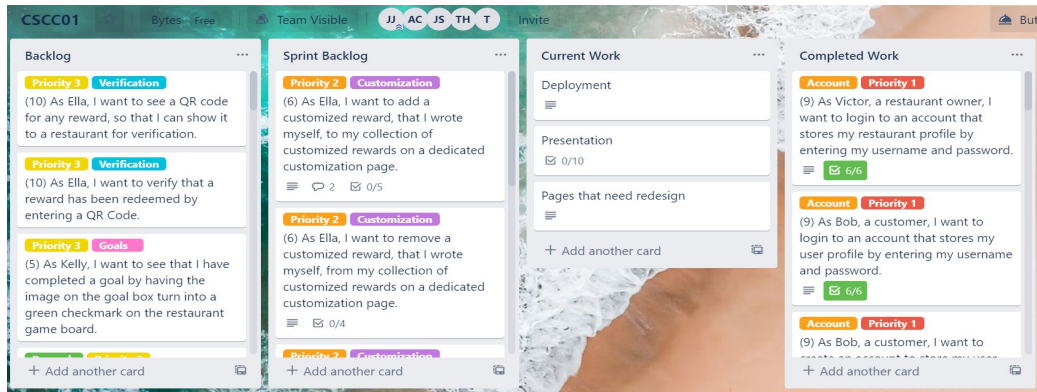 CSCC01
Bytes Free
Team Visible
JJ AC JS TH T
Invite
But
Backlog
Priority 3 Verification
(10) As Ella, I want to see a QR code
for any reward, so that I can show it
to a restaurant for verification.
Priority 3 Verification
(10) As Ella, I want to verify that a
reward has been redeemed by
entering a QR Code.
Priority 3 Goals
(5) As Kelly, I want to see that I have
completed a goal by having the
image on the goal box turn into a
green checkmark on the restaurant
game board.
+ Add another card
Sprint Backlog
Priority 2 Customization
(6) As Ella, I want to add a
customized reward, that I wrote
myself, to my collection of
customized rewards on a dedicated
customization page.
2 0/5
Priority 2 Customization
(6) As Ella, I want to remove a
customized reward, that I wrote
myself, from my collection of
customized rewards on a dedicated
customization page.
0/4
Priority 2 Customization
+ Add another card
Current Work
Deployment
Presentation
0/10
Pages that need redesign
+ Add another card
Completed Work
Account Priority 1
(9) As Victor, a restaurant owner, I
want to login to an account that
stores my restaurant profile by
entering my username and password.
6/6
Account Priority 1
(9) As Bob, a customer, I want to
login to an account that stores my
user profile by entering my username
and password.
6/6
Account Priority 1
(9) As Bob, a customer, I want to
create an account to store my user
+ Add another card